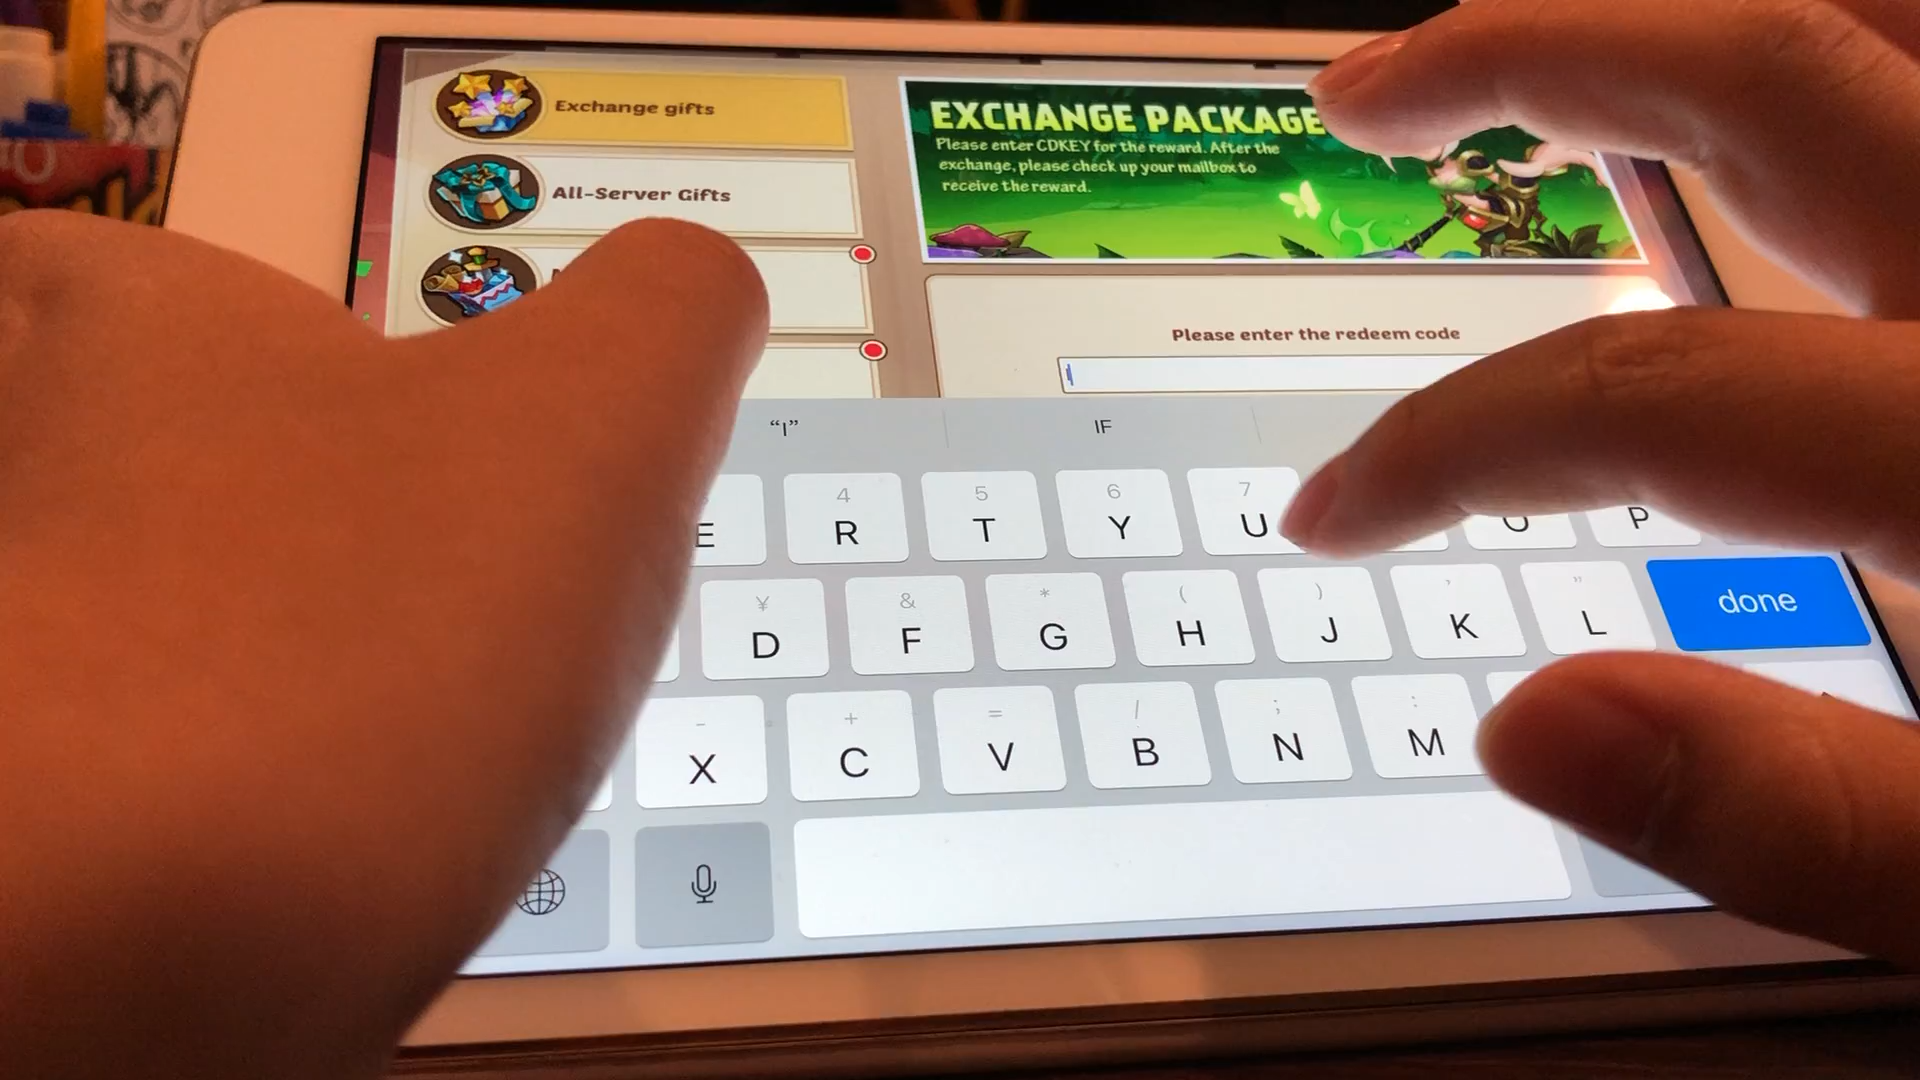 Exchange gifts
All-Server Gifts
EXCHANGE PACKAGE
Please enter CDKEY for the reward. After the
exchange, please check up your mailbox to
receive the reward.
Please enter the redeem code
“I” IF
4 5 6 7
E R T Y U O P
¥ & * ( ) ' "
D F G H J K L done
- + = / ; :
X C V B N M